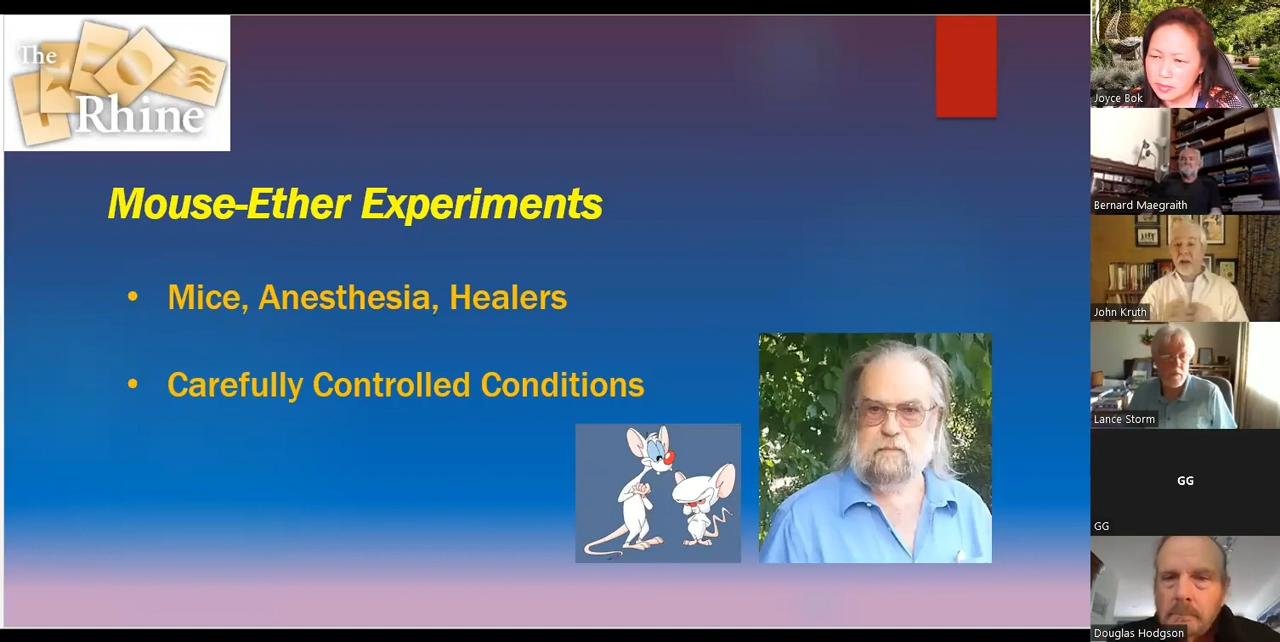 The
Rhine
Mouse-Ether Experiments
• Mice, Anesthesia, Healers
• Carefully Controlled Conditions
Joyce Bok
Bernard Maegraith
John Kruth
Lance Storm
GG
GG
Douglas Hodgson